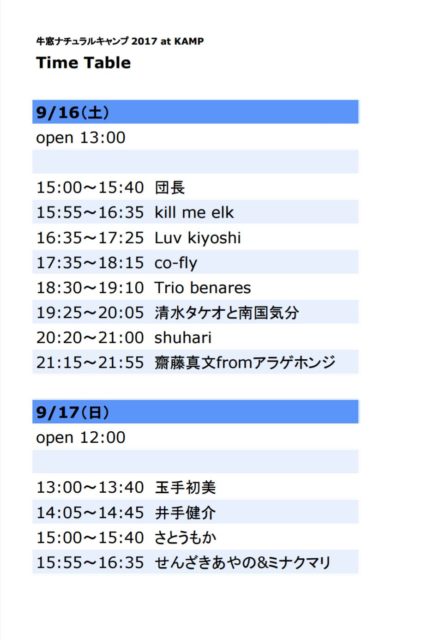 牛窓ナチュラルキャンプ 2017 at KAMP
Time Table
9/16(土)
open 13:00
15:00〜15:40 団長
15:55〜16:35 kill me elk
16:35〜17:25 Luv kiyoshi
17:35〜18:15 co-fly
18:30〜19:10 Trio benares
19:25〜20:05 清水タケオと南国気分
20:20〜21:00 shuhari
21:15〜21:55 齋藤真文fromアラゲホンジ
9/17(日)
open 12:00
13:00〜13:40 玉手初美
14:05〜14:45 井手健介
15:00〜15:40 さとうもか
15:55〜16:35 せんざきあやの&ミナクマリ